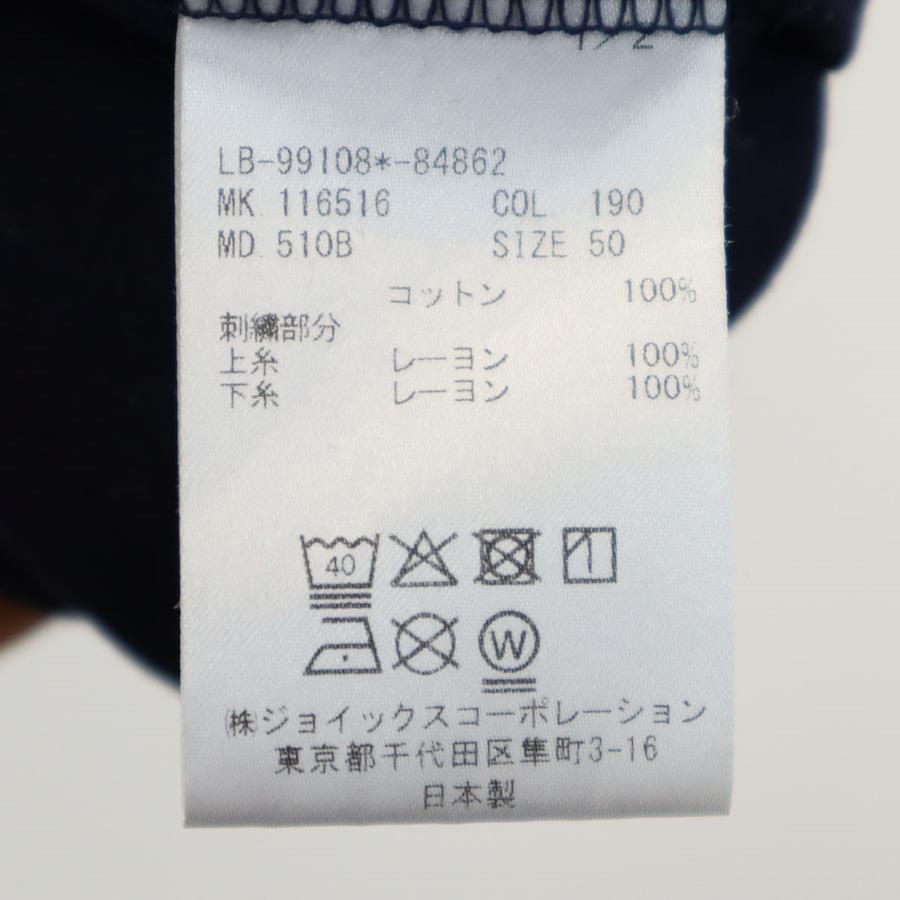 LB-99108*-84862
MK. 116516 COL. 190
MD. 510B SIZE 50
コットン 100%
刺繍部分
上糸 レーヨン 100%
下糸 レーヨン 100%
40
W
㈱ジョイックスコーポレーション
東京都千代田区隼町3-16
日本製